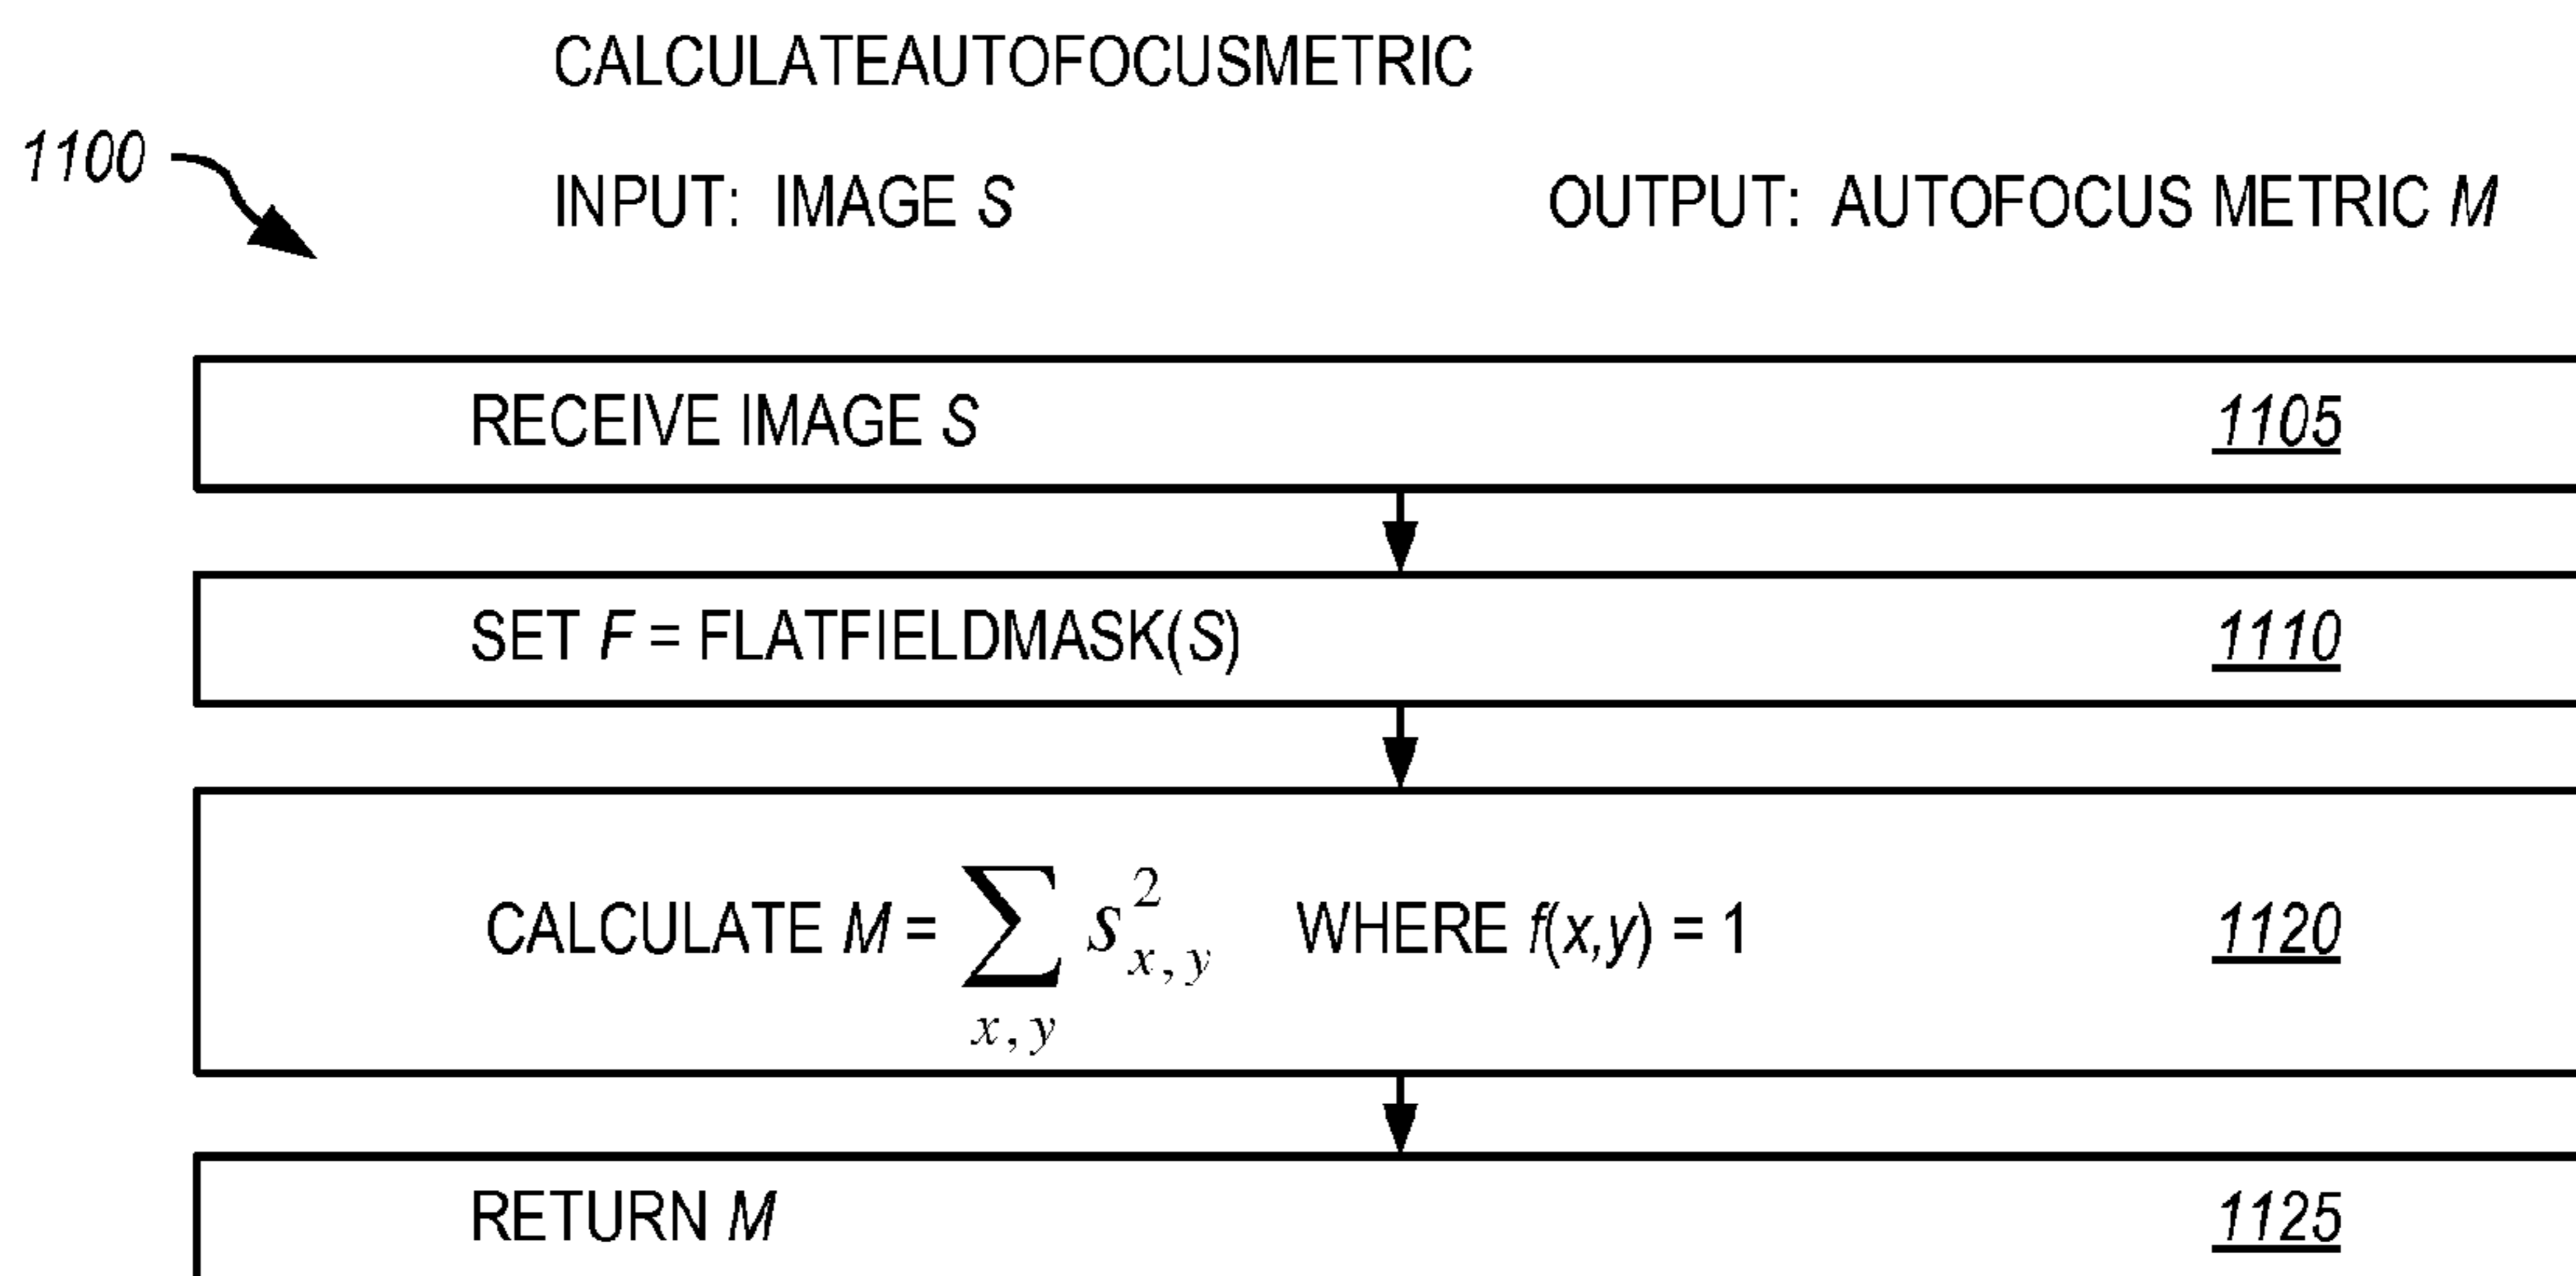 CALCULATEAUTOFOCUSMETRIC
1100
INPUT: IMAGE S
OUTPUT: AUTOFOCUS METRIC M
RECEIVE IMAGE S 1105
SET F = FLATFIELDMASK(S) 1110
CALCULATE M = ∑ s²x,y WHERE f(x,y) = 1 1120
x, y
RETURN M 1125